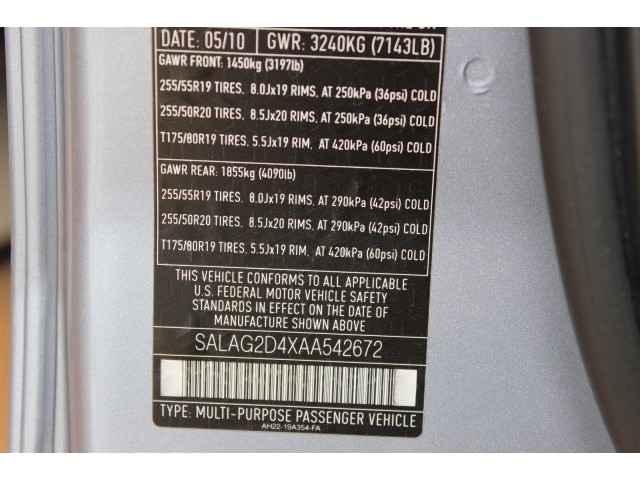 DATE: 05/10 GWR: 3240KG (7143LB)
GAWR FRONT: 1450kg (3197lb)
255/55R19 TIRES. 8.0Jx19 RIMS, AT 250kPa (36psi) COLD
255/50R20 TIRES. 8.5Jx20 RIMS, AT 250kPa (36psi) COLD
T175/80R19 TIRES. 5.5Jx19 RIM, AT 420kPa (60psi) COLD
GAWR REAR: 1855kg (4090lb)
255/55R19 TIRES. 8.0Jx19 RIMS, AT 290kPa (42psi) COLD
255/50R20 TIRES. 8.5Jx20 RIMS, AT 290kPa (42psi) COLD
T175/80R19 TIRES. 5.5Jx19 RIM, AT 420kPa (60psi) COLD
THIS VEHICLE CONFORMS TO ALL APPLICABLE
U.S. FEDERAL MOTOR VEHICLE SAFETY
STANDARDS IN EFFECT ON THE DATE OF
MANUFACTURE SHOWN ABOVE
SALAG2D4XAA542672
TYPE: MULTI-PURPOSE PASSENGER VEHICLE
AH22-19A354-FA